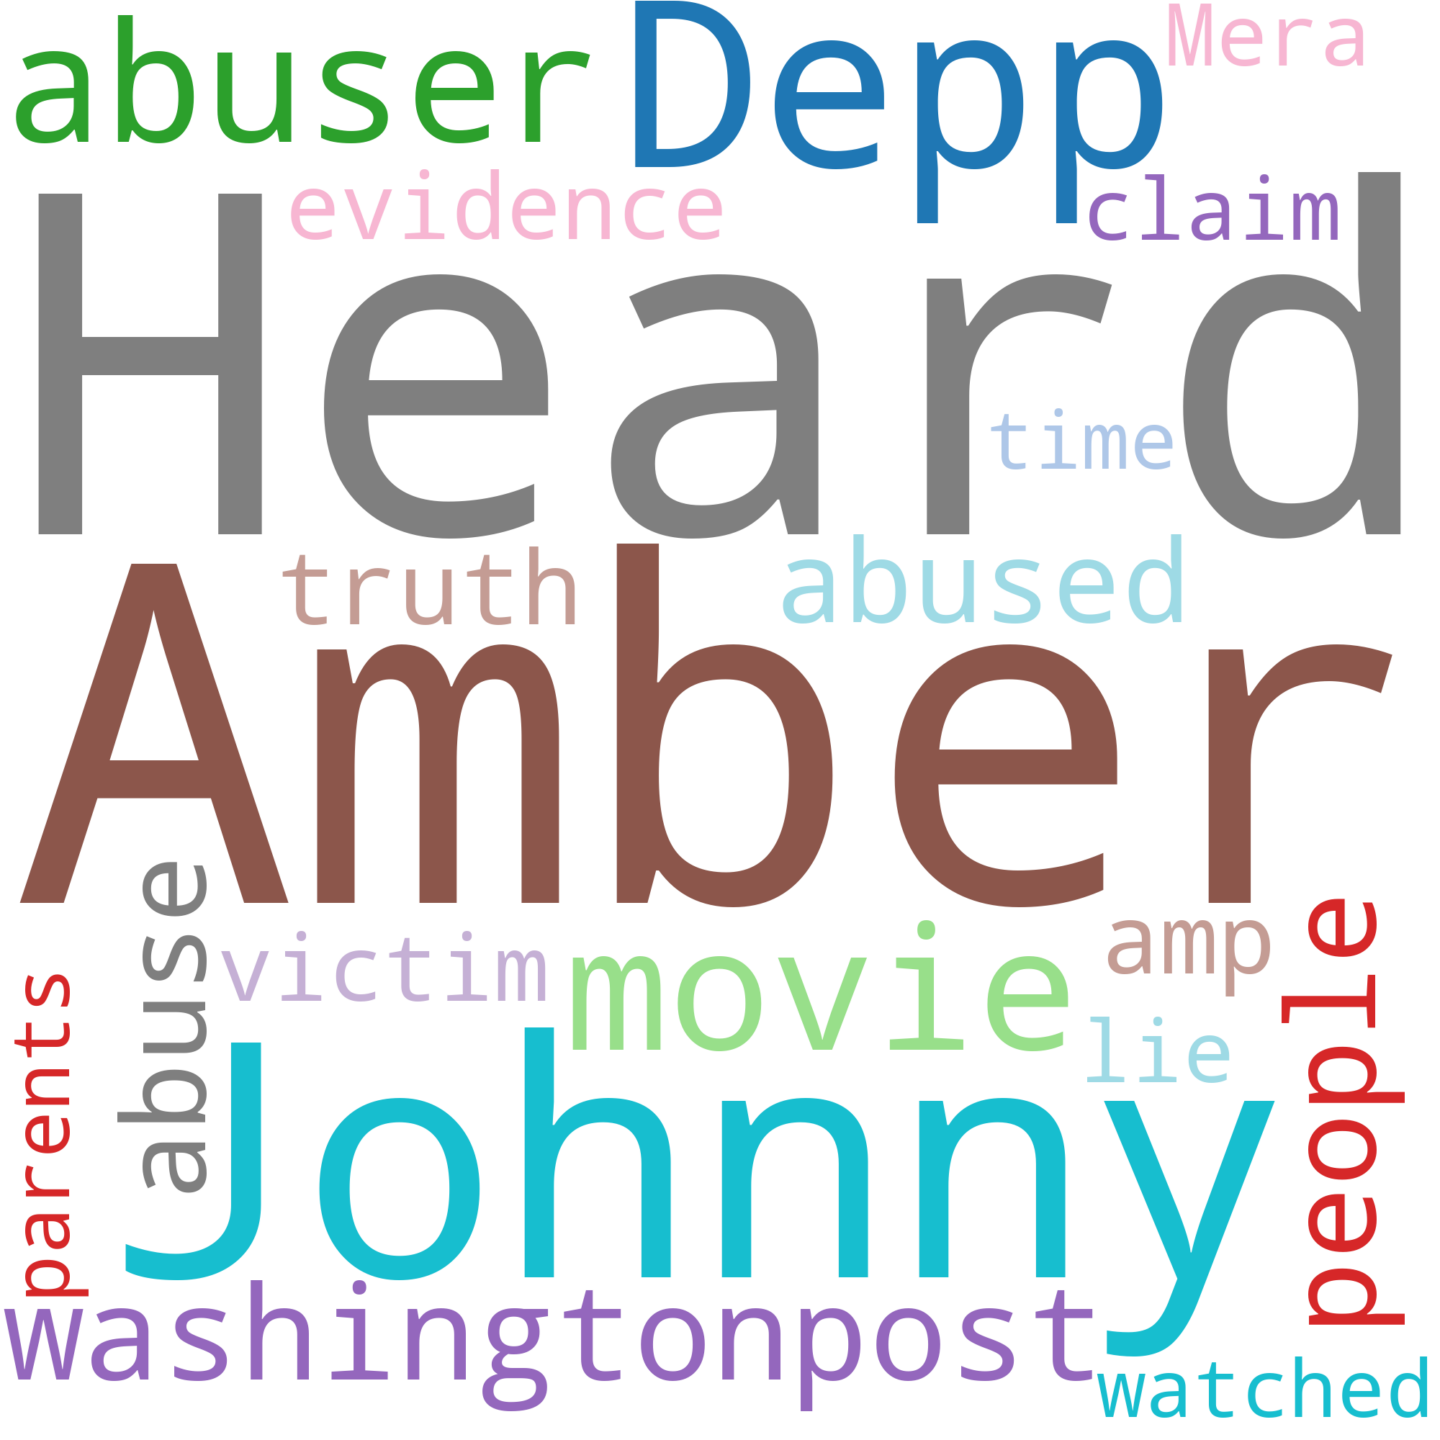 abuser Depp Mera
evidence claim
Heard
time
truth abused
Amber
abuse victim movie amp people
parents lie
Johnny
washingtonpost
watched